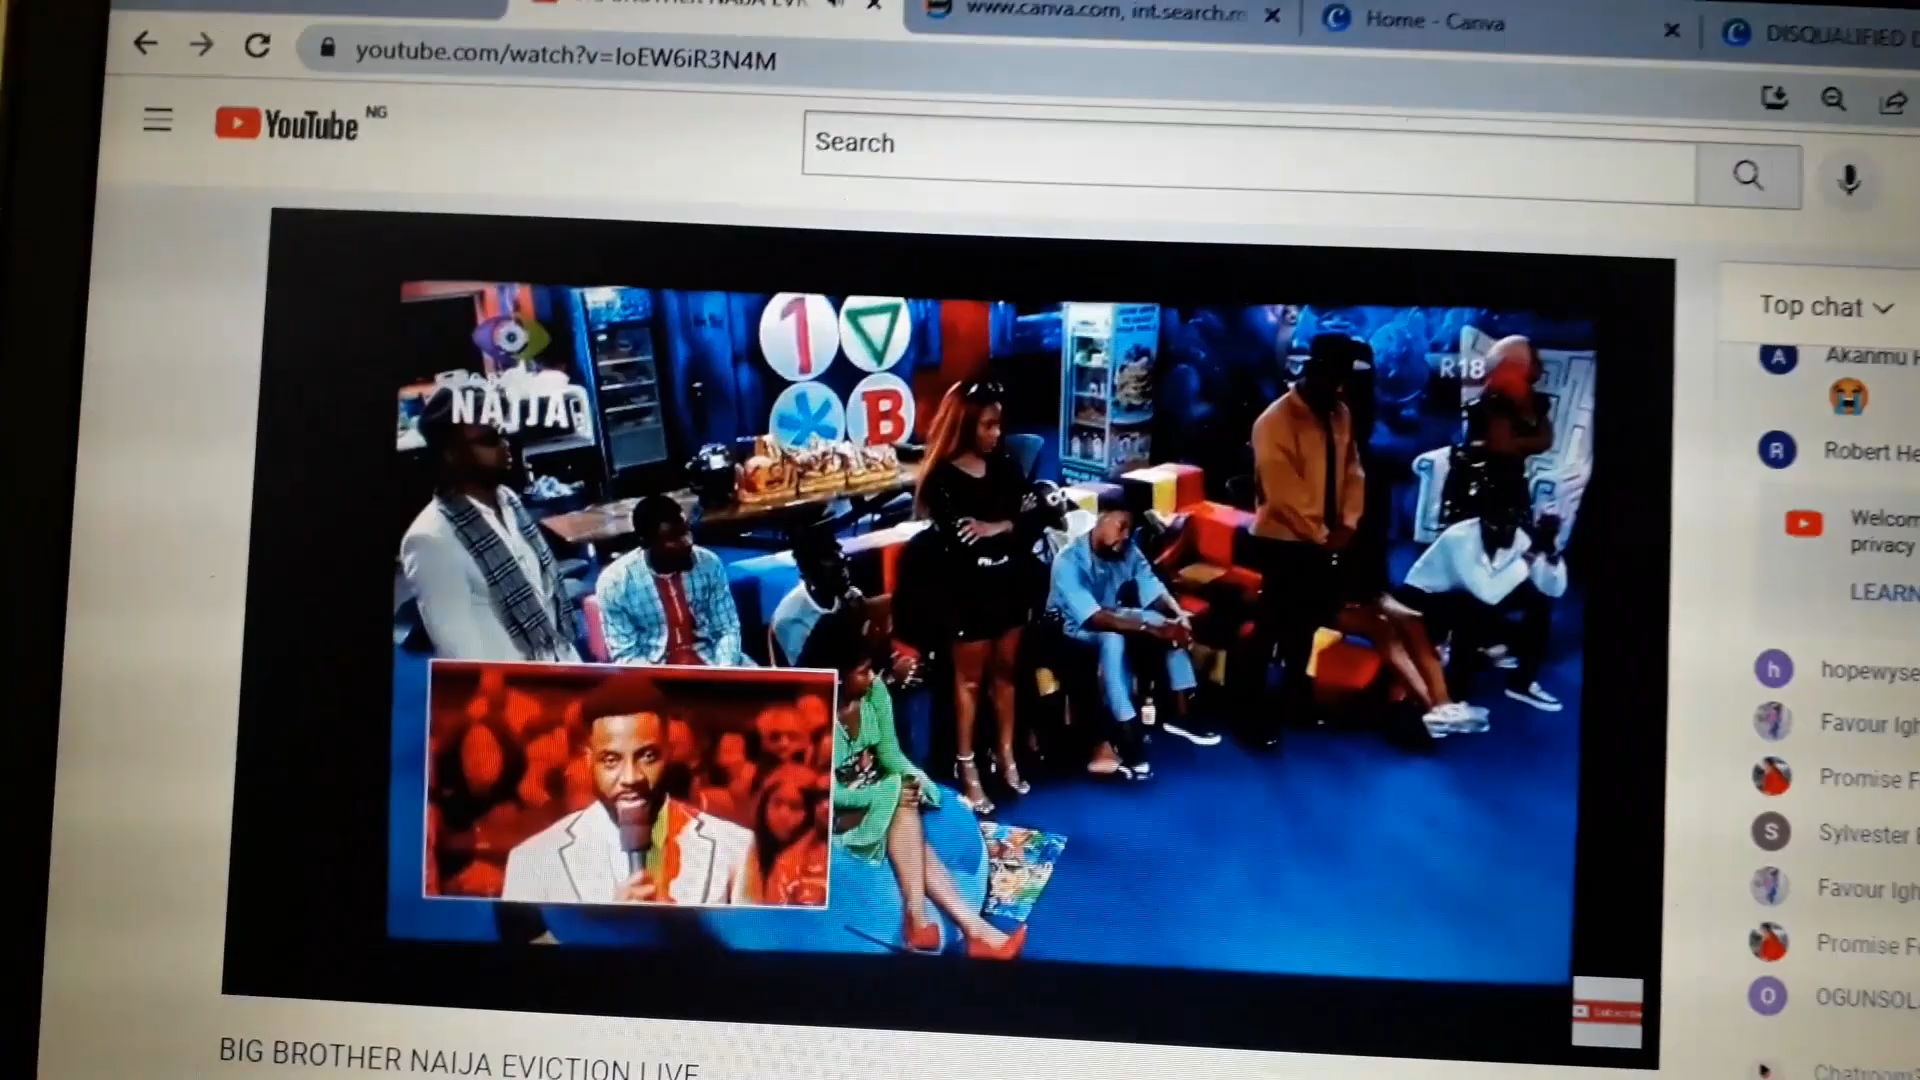 www.canva.com, int.search.m
Home - Canva
DISQUALIFIED
youtube.com/watch?v=IoEW6iR3N4M
YouTube NG
Search
Top chat
A
Akanmu
R
Robert He
Welcom
privacy
LEARN
h
hopewyse
Favour Igh
Promise F
S
Sylvester
Favour Igh
Promise F
O
OGUNSOL
NAIJA
1
B
R18
BIG BROTHER NAIJA EVICTION LIVE